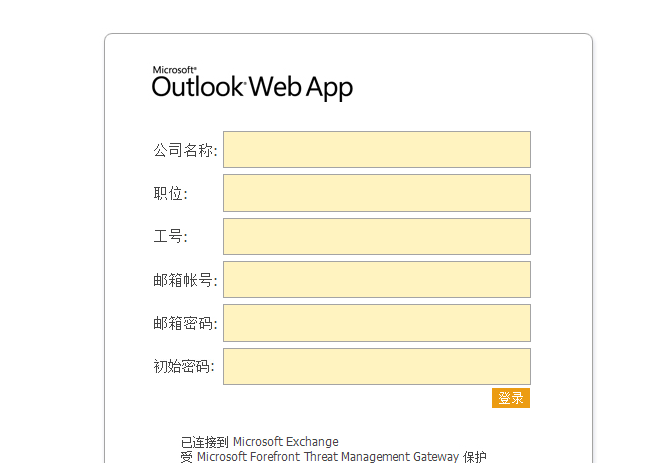 Microsoft®
Outlook® Web App
公司名称:
职位:
工号:
邮箱帐号:
邮箱密码:
初始密码:
登录
已连接到 Microsoft Exchange
受 Microsoft Forefront Threat Management Gateway 保护